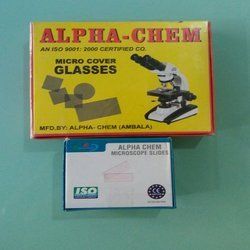 ALPHA-CHEM
AN ISO 9001: 2000 CERTIFIED CO.
MICRO COVER
GLASSES
MFD.BY: ALPHA- CHEM (AMBALA)
ALPHA CHEM
MICROSCOPE SLIDES
ISO